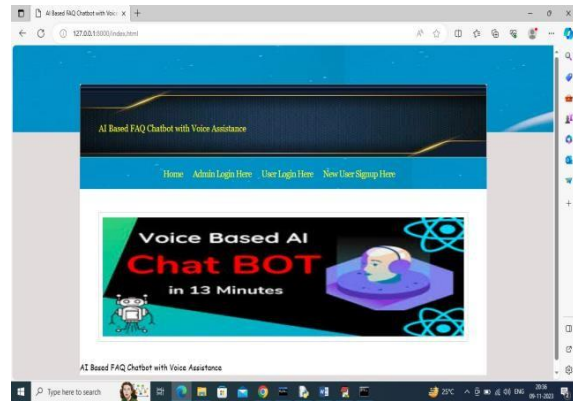 AI Based FAQ Chatbot with Voic
127.0.0.1:8000/index.html
AI Based FAQ Chatbot with Voice Assistance
Home Admin Login Here User Login Here New User Signup Here
Voice Based AI
Chat BOT
in 13 Minutes
AI Based FAQ Chatbot with Voice Assistance
Type here to search
25°C
ENG
20:36
09-11-2023